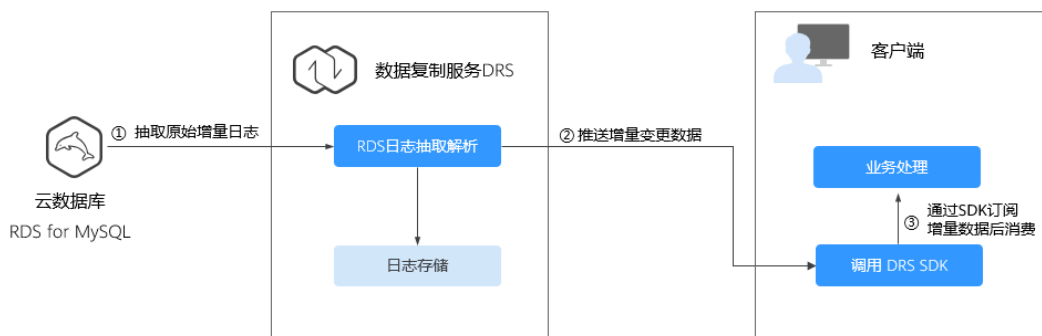 数据复制服务DRS
客户端
① 抽取原始增量日志
RDS日志抽取解析
② 推送增量变更数据
业务处理
云数据库
RDS for MySQL
③ 通过SDK订阅
增量数据后消费
日志存储
调用 DRS SDK